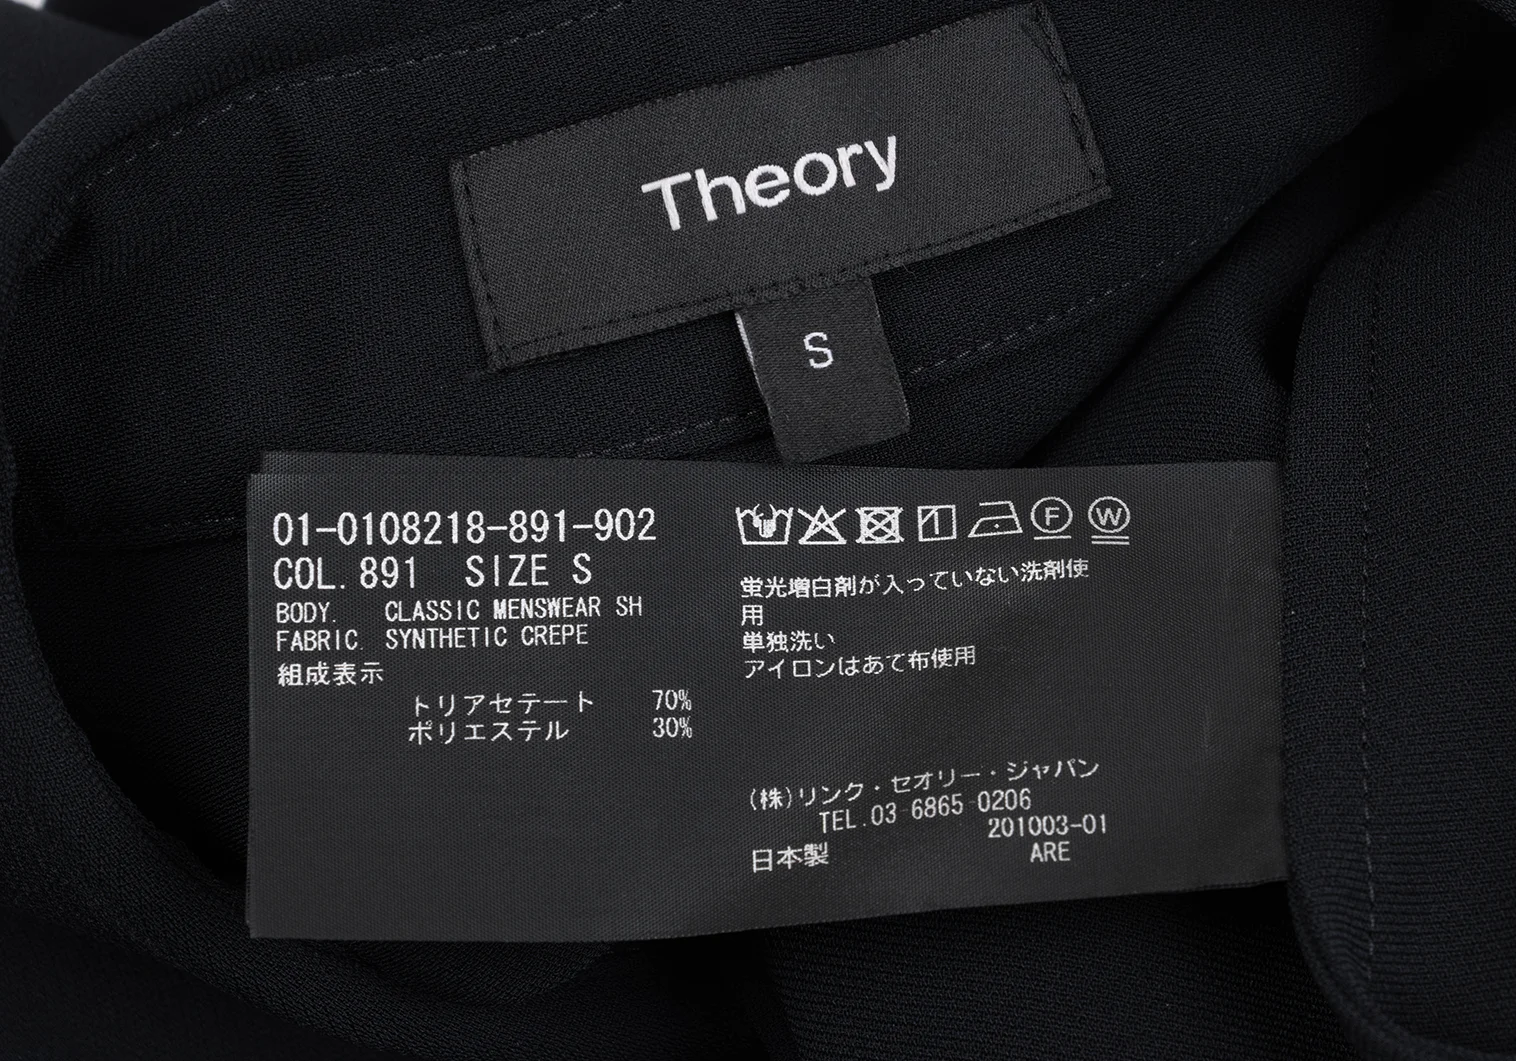 Theory
S
01-0108218-891-902
COL. 891 SIZE S
BODY. CLASSIC MENSWEAR SH
FABRIC. SYNTHETIC CREPE
組成表示
トリアセテート 70%
ポリエステル 30%
F W
蛍光増白剤が入っていない洗剤使
用
単独洗い
アイロンはあて布使用
(株)リンク・セオリー・ジャパン
TEL.03-6865-0206
201003-01
日本製 ARE